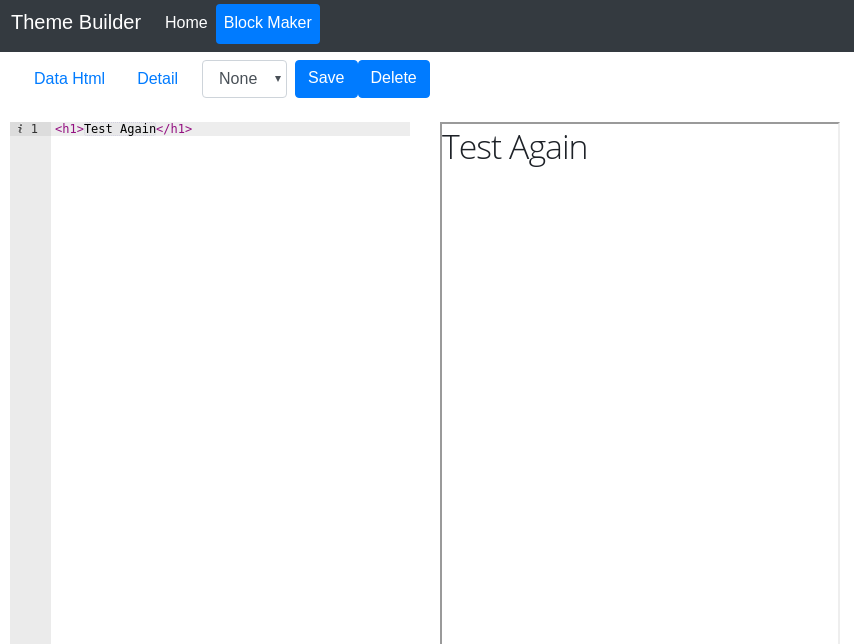 Theme Builder Home Block Maker
Data Html Detail None Save Delete
i 1 <h1>Test Again</h1>
Test Again